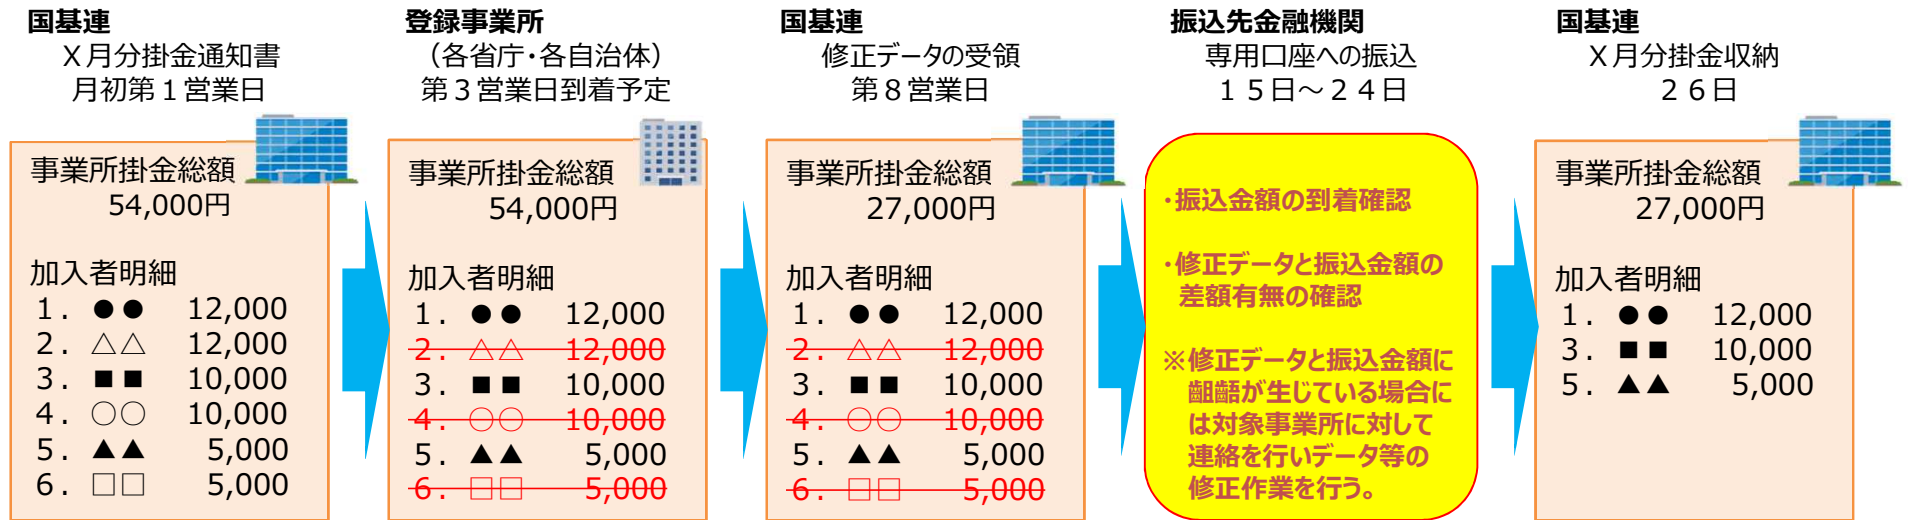 国基連
Ⅹ月分掛金通知書
月初第１営業日
事業所掛金総額
54,000円
加入者明細
１. ●● 12,000
２. △△ 12,000
３. ■■ 10,000
４. ○○ 10,000
５. ▲▲ 5,000
６. □□ 5,000
登録事業所
（各省庁・各自治体）
第３営業日到着予定
事業所掛金総額
54,000円
加入者明細
１. ●● 12,000
２. △△ 12,000
３. ■■ 10,000
４. ○○ 10,000
５. ▲▲ 5,000
６. □□ 5,000
国基連
修正データの受領
第８営業日
事業所掛金総額
27,000円
加入者明細
１. ●● 12,000
２. △△ 12,000
３. ■■ 10,000
４. ○○ 10,000
５. ▲▲ 5,000
６. □□ 5,000
振込先金融機関
専用口座への振込
１５日～２４日
・振込金額の到着確認
・修正データと振込金額の
差額有無の確認
※修正データと振込金額に
齟齬が生じている場合に
は対象事業所に対して
連絡を行いデータ等の
修正作業を行う。
国基連
Ⅹ月分掛金収納
２６日
事業所掛金総額
27,000円
加入者明細
１. ●● 12,000
３. ■■ 10,000
５. ▲▲ 5,000